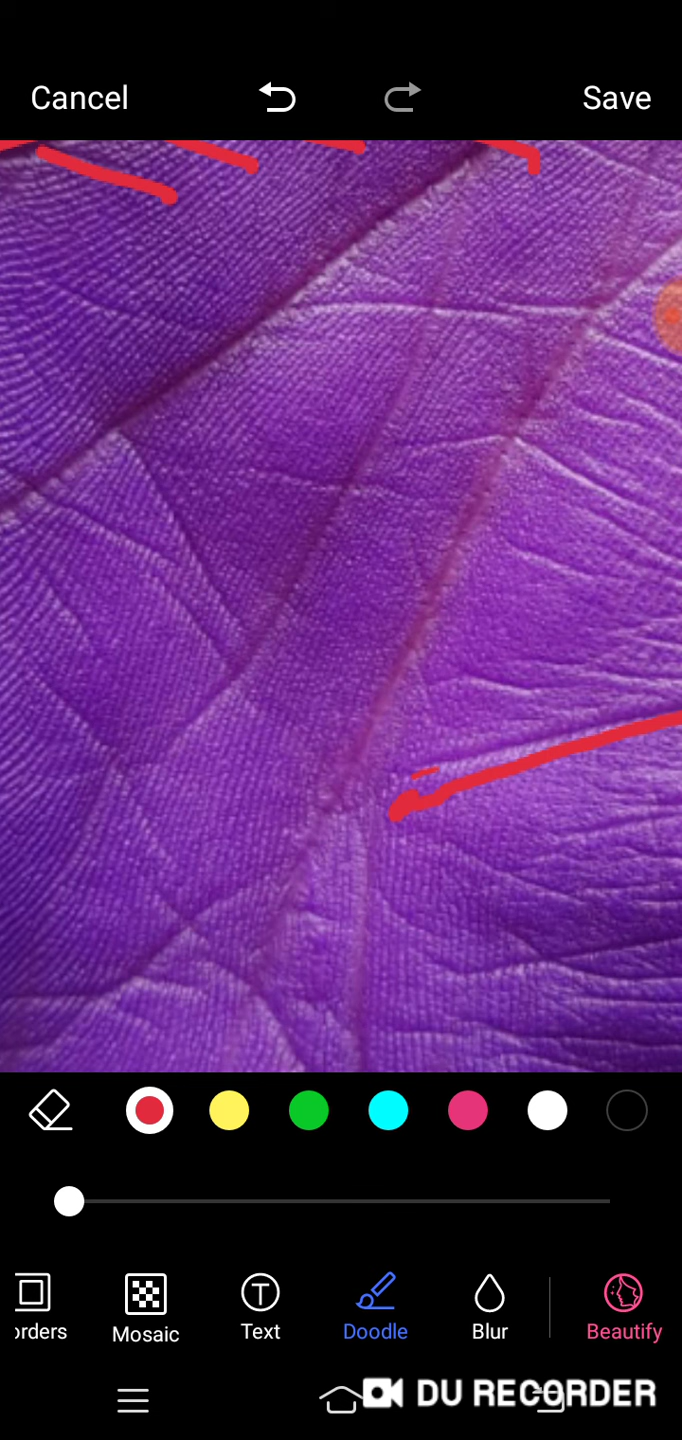 Cancel
Save
orders
Mosaic
Text
Doodle
Blur
Beautify
DU RECORDER